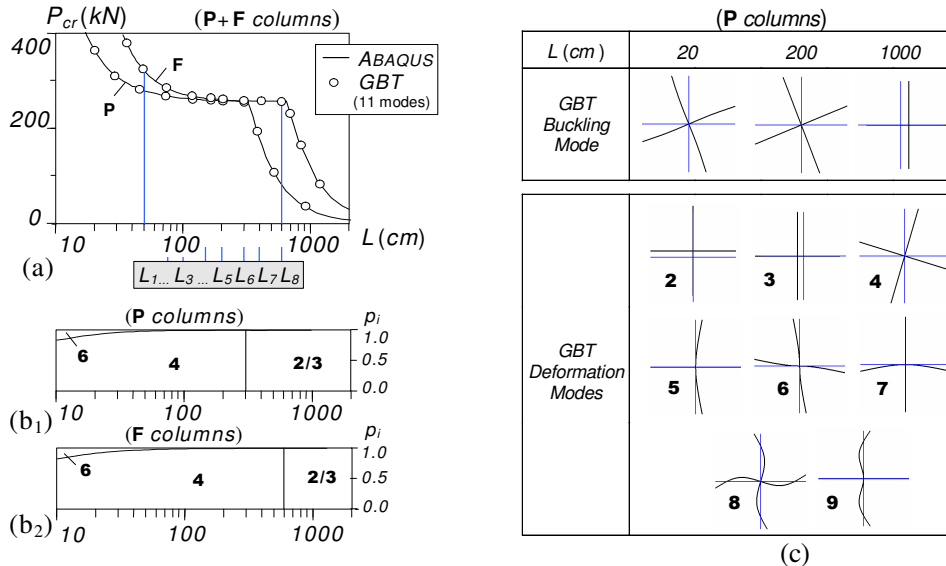 P_cr (kN)
(P+F columns)
400
200
0
F
P
ABAQUS
GBT
(11 modes)
10
100
1000
L (cm)
(a)
L_1... L_3 ... L_5 L_6 L_7 L_8
(P columns)
p_i
1.0
0.5
0.0
6
4
2/3
(b_1)
10
100
1000
(F columns)
p_i
1.0
0.5
0.0
6
4
2/3
(b_2)
10
100
1000
(P columns)
L (cm)
20
200
1000
GBT
Buckling
Mode
GBT
Deformation
Modes
2
3
4
5
6
7
8
9
(c)